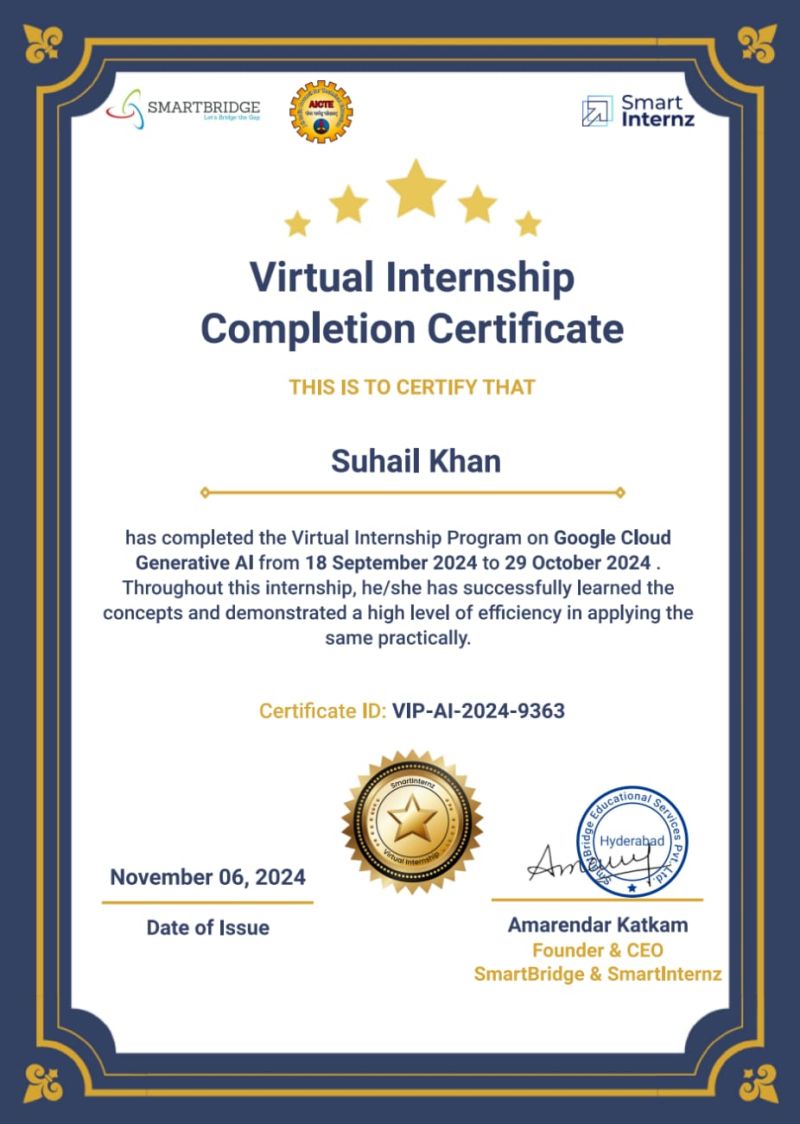 SMARTBRIDGE
Let's Bridge the Gap
AICTE
Smart
Internz
Virtual Internship
Completion Certificate
THIS IS TO CERTIFY THAT
Suhail Khan
has completed the Virtual Internship Program on Google Cloud
Generative AI from 18 September 2024 to 29 October 2024 .
Throughout this internship, he/she has successfully learned the
concepts and demonstrated a high level of efficiency in applying the
same practically.
Certificate ID: VIP-AI-2024-9363
SmartInternz
Virtual Internship
SmartBridge Educational Services Pvt.Ltd.
Hyderabad
November 06, 2024
Date of Issue
Amarendar Katkam
Founder & CEO
SmartBridge & SmartInternz